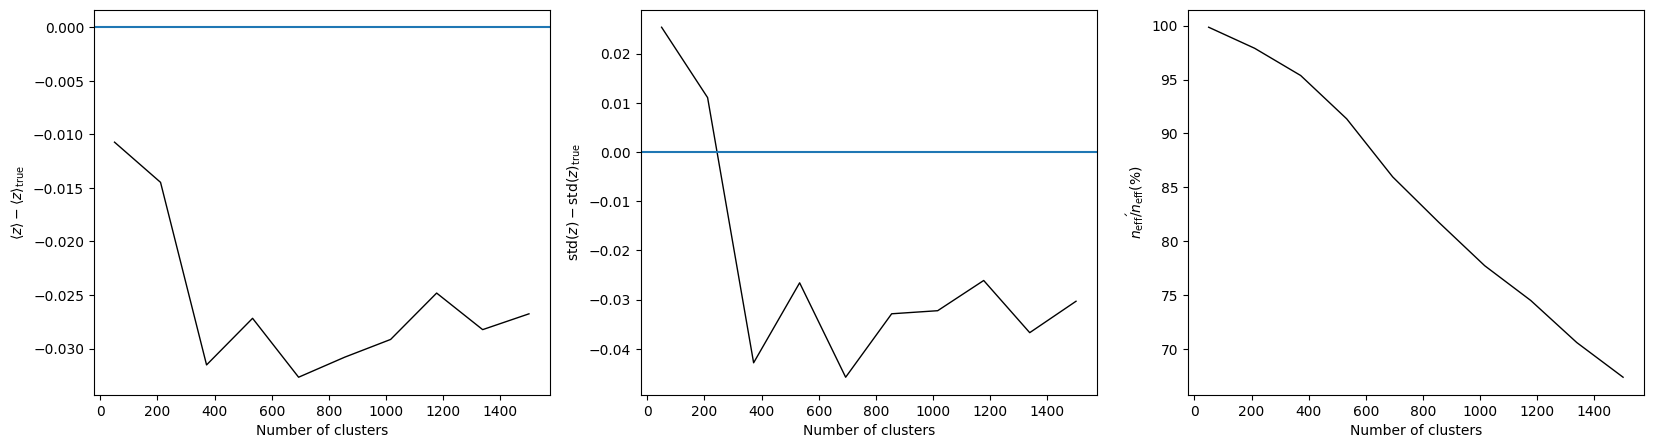 0.000
−0.005
−0.010
−0.015
−0.020
−0.025
−0.030
⟨z⟩ − ⟨z⟩true
0 200 400 600 800 1000 1200 1400
Number of clusters
0.02
0.01
0.00
−0.01
−0.02
−0.03
−0.04
std(z) − std(z)true
0 200 400 600 800 1000 1200 1400
Number of clusters
100
95
90
85
80
75
70
n′eff/neff(%)
0 200 400 600 800 1000 1200 1400
Number of clusters